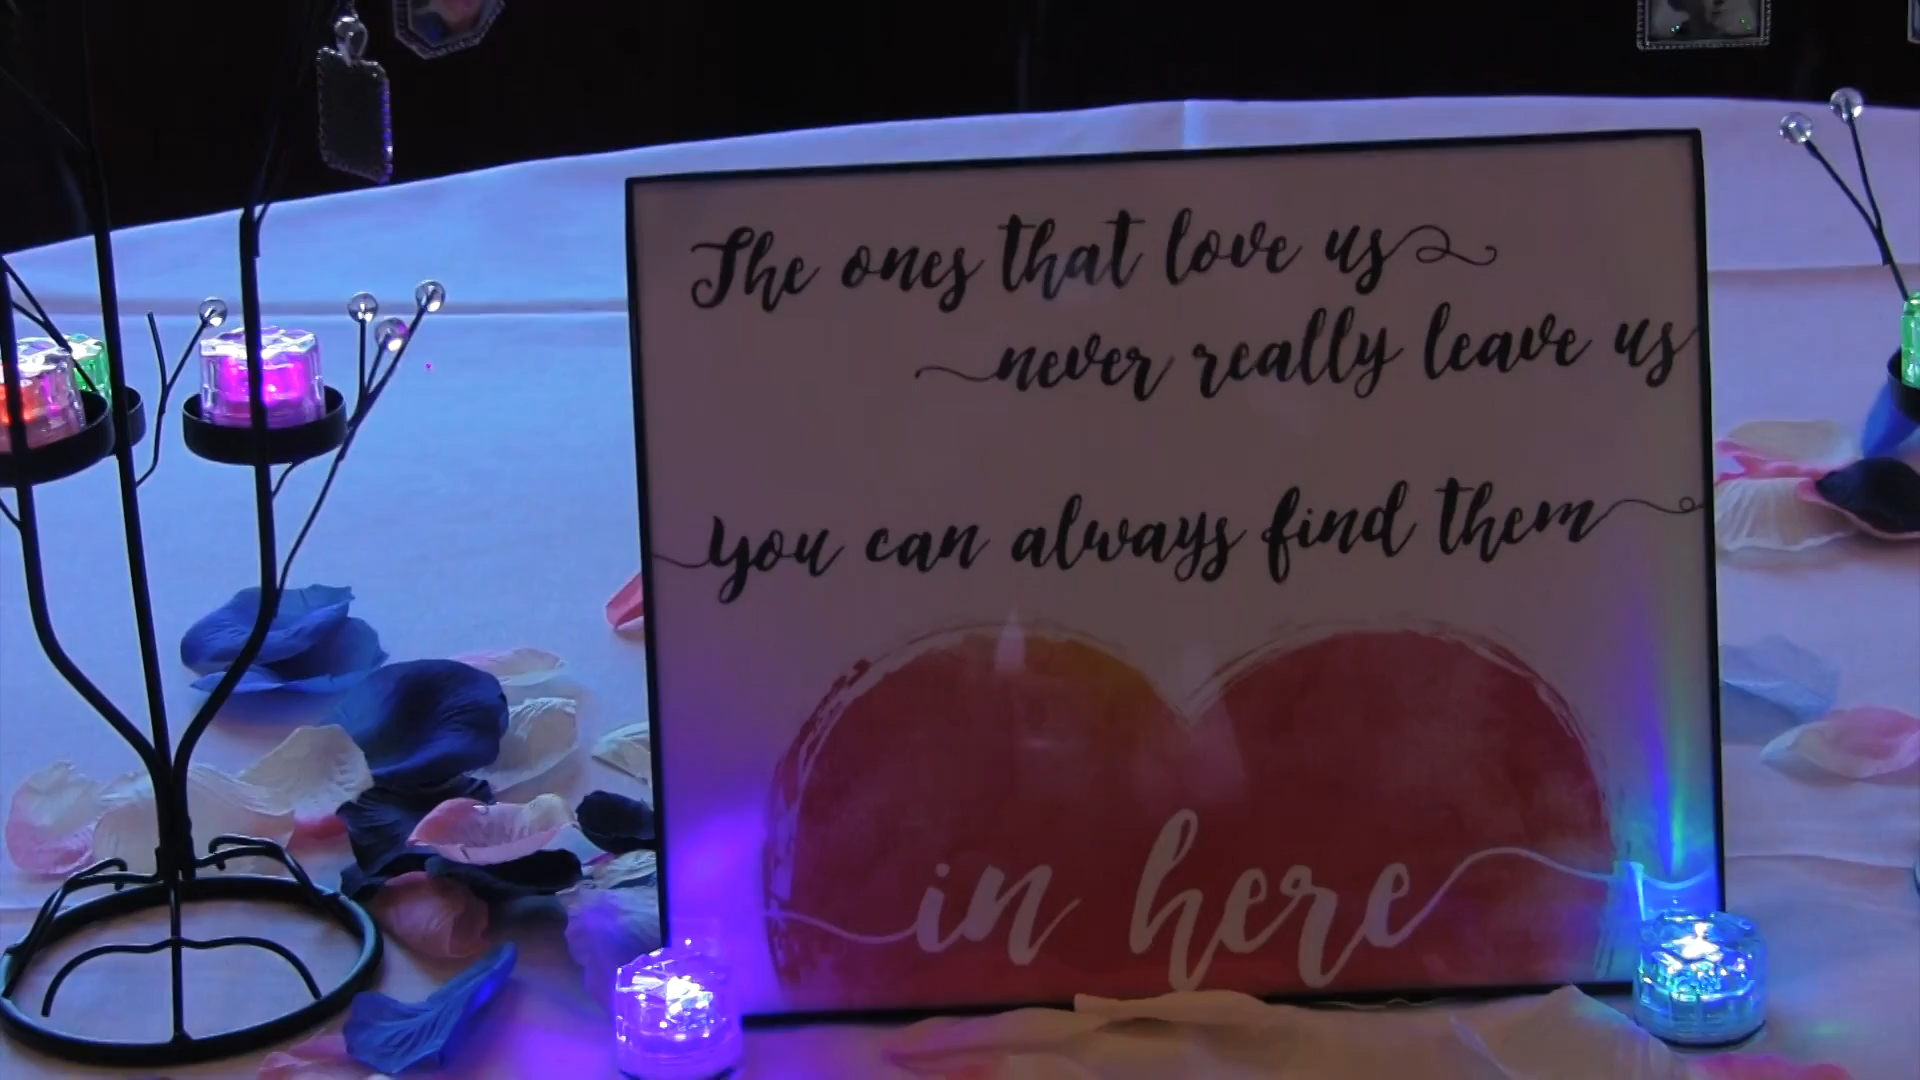 The ones that love us
never really leave us
you can always find them
in here